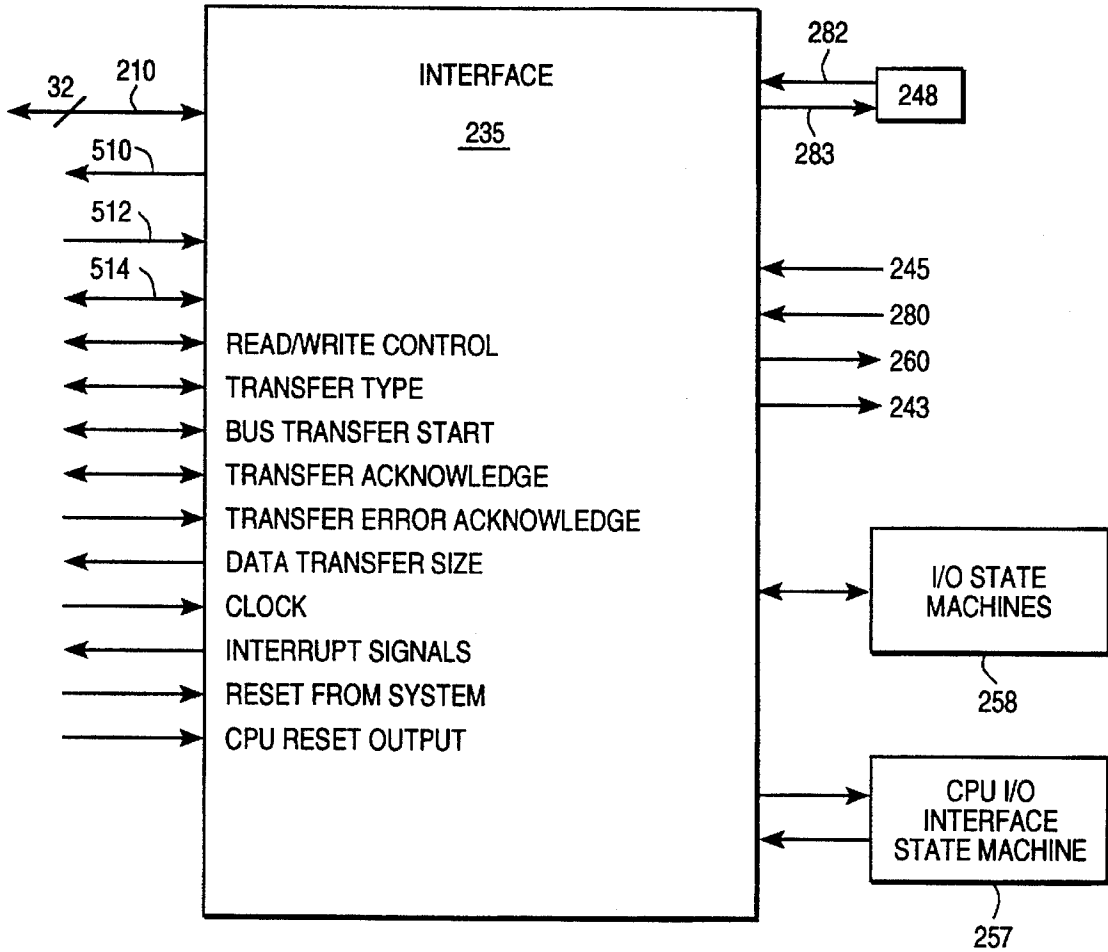 32
210
510
512
514
INTERFACE
235
282
248
283
245
280
260
243
READ/WRITE CONTROL
TRANSFER TYPE
BUS TRANSFER START
TRANSFER ACKNOWLEDGE
TRANSFER ERROR ACKNOWLEDGE
DATA TRANSFER SIZE
CLOCK
INTERRUPT SIGNALS
RESET FROM SYSTEM
CPU RESET OUTPUT
I/O STATE
MACHINES
258
CPU I/O
INTERFACE
STATE MACHINE
257